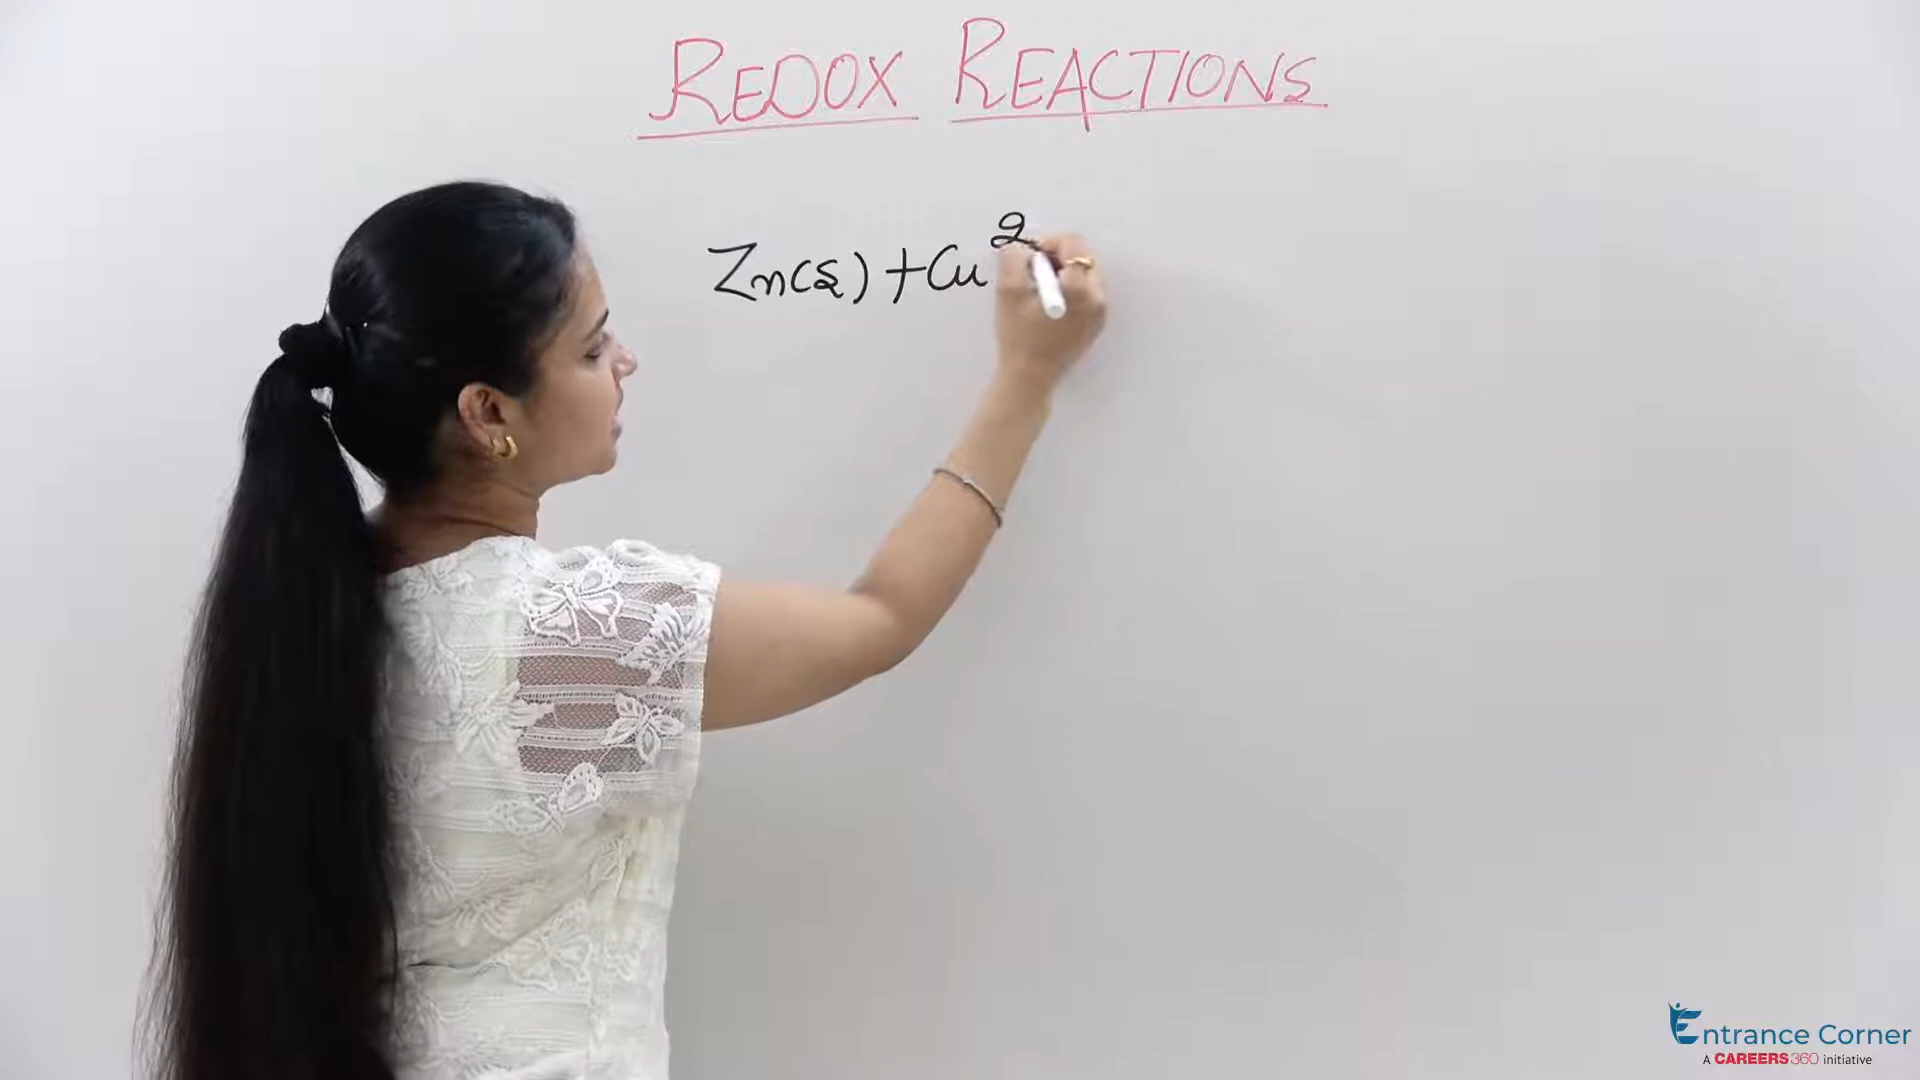 REDOX REACTIONS
Zn(s) + Cu²
Entrance Corner
A CAREERS360 initiative